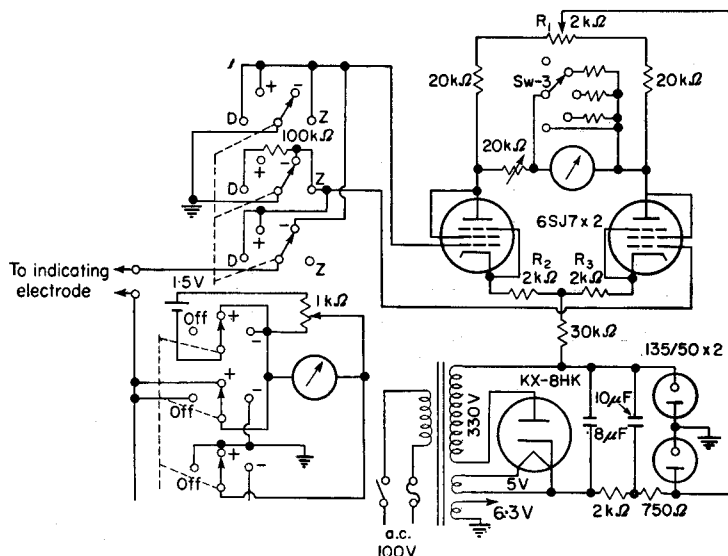 R1 2kΩ
20kΩ
Sw-3
20kΩ
+ -
D Z
100kΩ
20kΩ
+ -
D Z
6SJ7 x 2
+ -
D Z
R2 R3
2kΩ 2kΩ
To indicating
electrode
1·5V
1kΩ
Off + -
30kΩ
135/50 x 2
KX-8HK
+
Off -
330V
10μF
8μF
+
Off -
5V
6·3V
2kΩ 750Ω
a.c.
100V